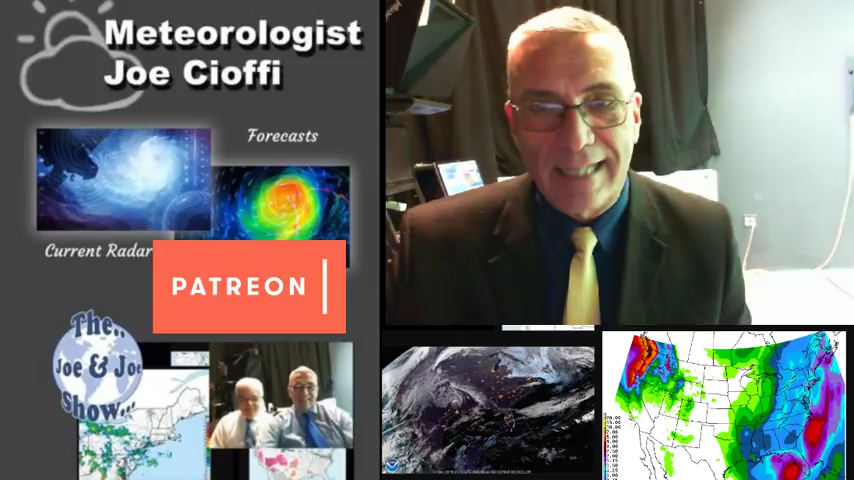 Meteorologist
Joe Cioffi
Forecasts
Current Radar
PATREON
The..
Joe & Joe
Show...